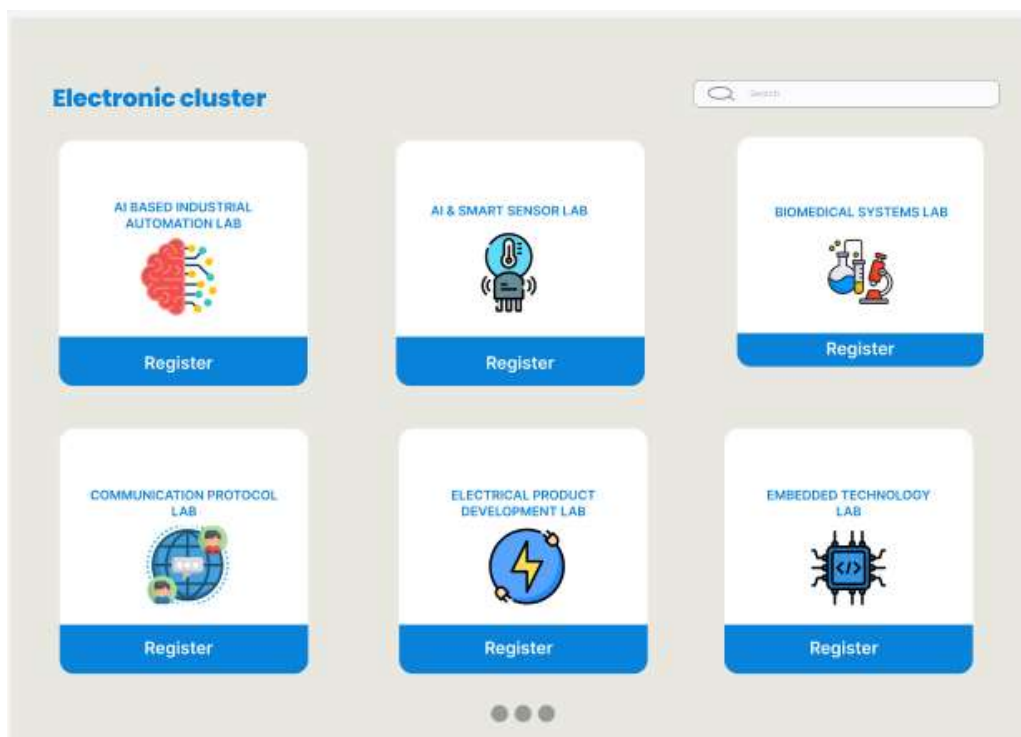 Electronic cluster
Search
AI BASED INDUSTRIAL
AUTOMATION LAB
Register
AI & SMART SENSOR LAB
Register
BIOMEDICAL SYSTEMS LAB
Register
COMMUNICATION PROTOCOL
LAB
Register
ELECTRICAL PRODUCT
DEVELOPMENT LAB
Register
EMBEDDED TECHNOLOGY
LAB
</>
Register